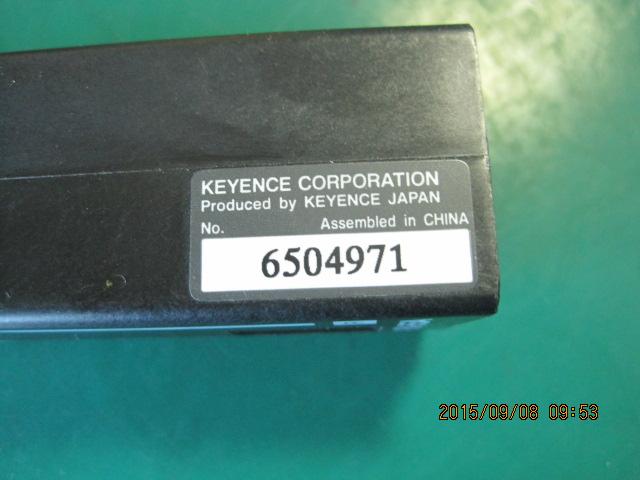 KEYENCE CORPORATION
Produced by KEYENCE JAPAN
No. Assembled in CHINA
6504971
2015/09/08 09:53